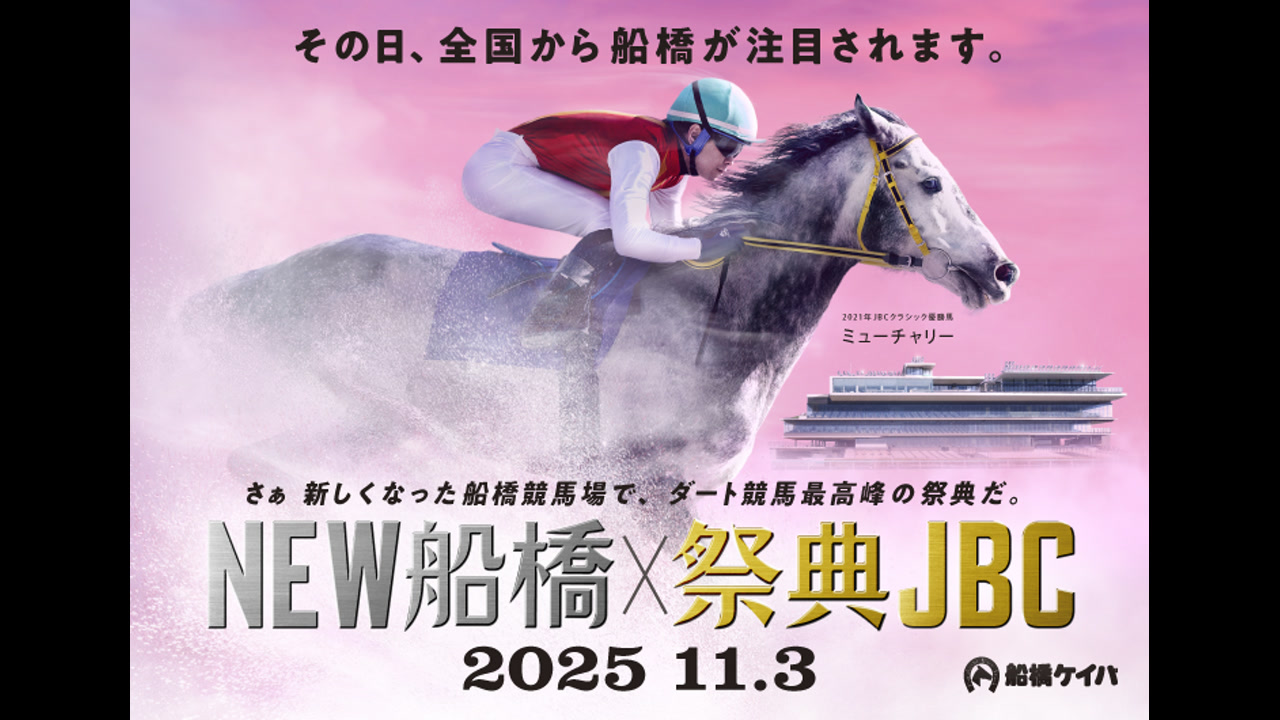 その日、全国から船橋が注目されます。
2021年JBCクラシック優勝馬
ミューチャリー
さぁ 新しくなった船橋競馬場で、ダート競馬最高峰の祭典だ。
NEW船橋×祭典JBC
2025 11.3
船橋ケイバ